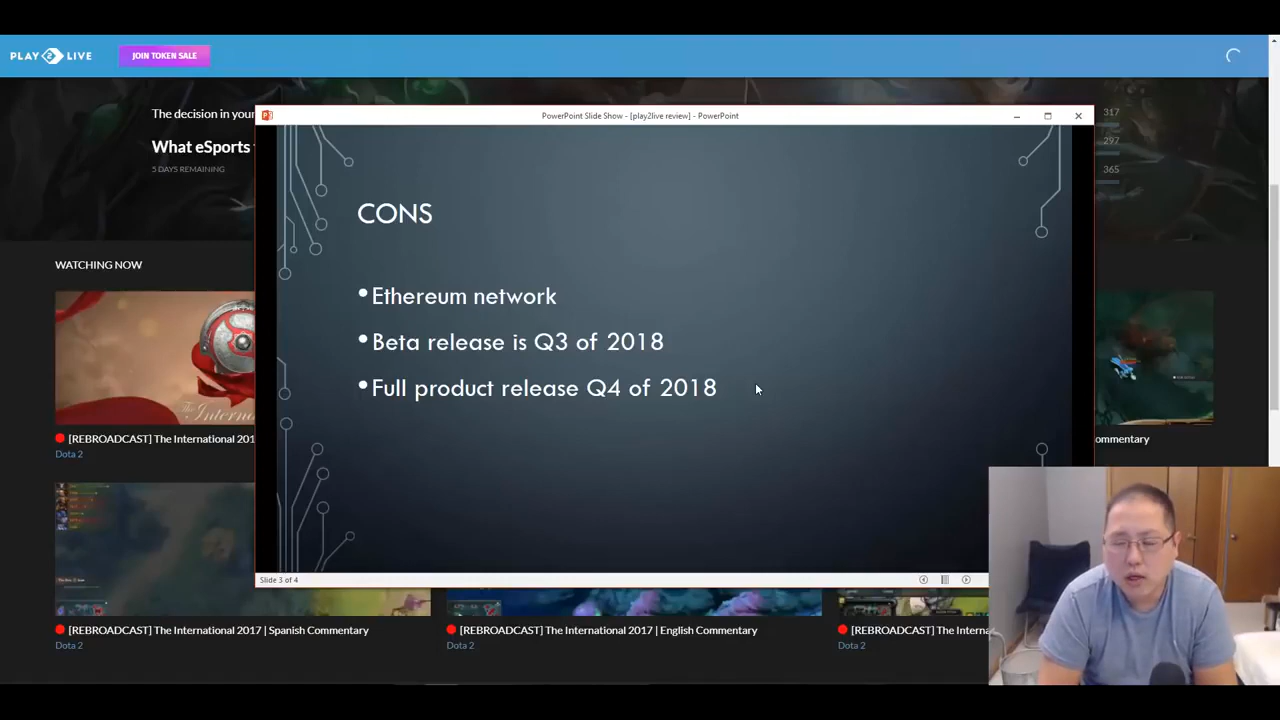 PLAY 2 LIVE
JOIN TOKEN SALE
The decision in your
What eSports
5 DAYS REMAINING
317
297
365
PowerPoint Slide Show - [play2live review] - PowerPoint
CONS
•Ethereum network
•Beta release is Q3 of 2018
•Full product release Q4 of 2018
Slide 3 of 4
WATCHING NOW
[REBROADCAST] The International 201
Dota 2
ommentary
[REBROADCAST] The International 2017 | Spanish Commentary
Dota 2
[REBROADCAST] The International 2017 | English Commentary
Dota 2
[REBROADCAST] The Interna
Dota 2